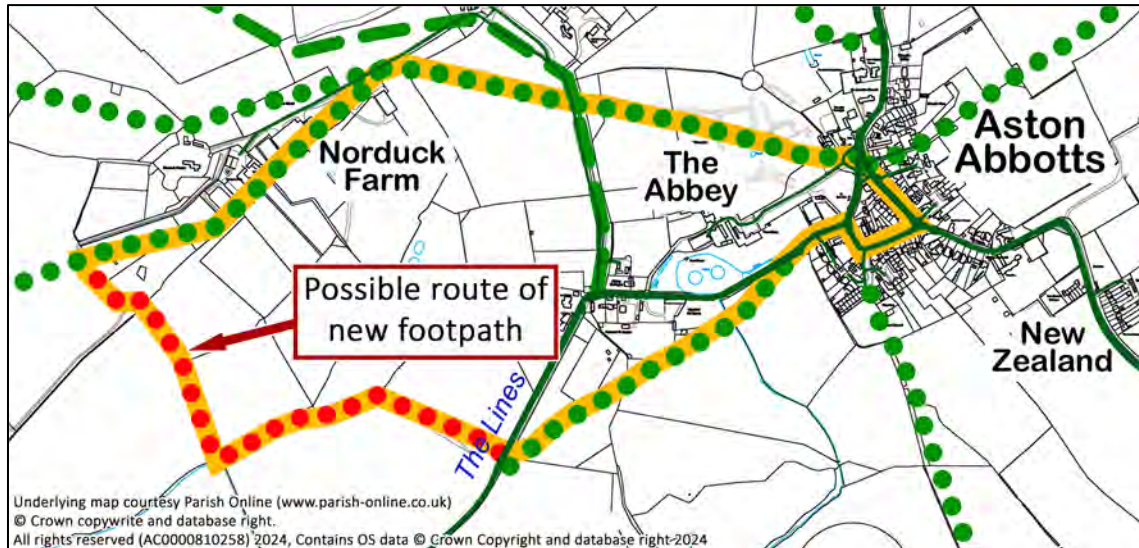 Norduck
Farm
The
Abbey
Aston
Abbotts
Possible route of
new footpath
New
Zealand
The Lines
Underlying map courtesy Parish Online (www.parish-online.co.uk)
© Crown copywrite and database right.
All rights reserved (AC0000810258) 2024, Contains OS data © Crown Copyright and database right 2024